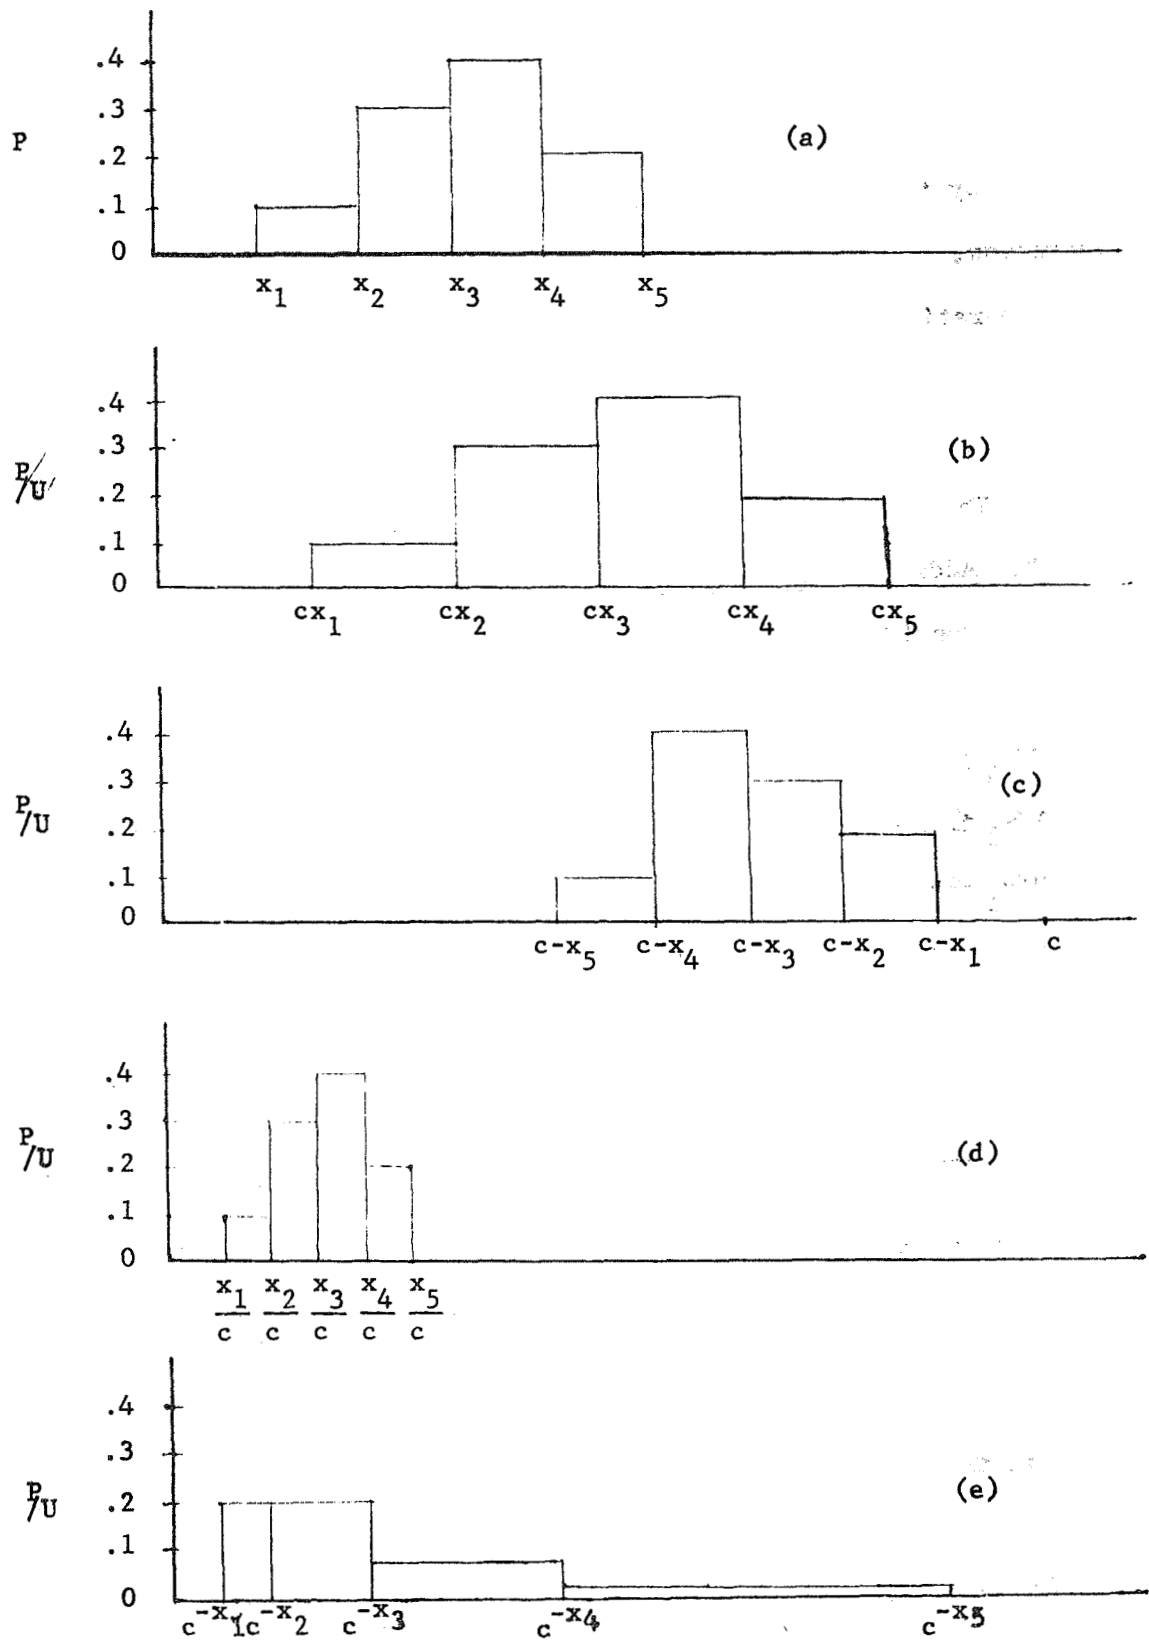 .4
.3
P
(a)
.2
.1
0
x1 x2 x3 x4 x5
.4
.3
(b)
P/U
.2
.1
0
cx1 cx2 cx3 cx4 cx5
.4
.3
(c)
P/U
.2
.1
0
c-x5 c-x4 c-x3 c-x2 c-x1 c
.4
.3
P/U
(d)
.2
.1
0
x1 x2 x3 x4 x5
c c c c c
.4
.3
P/U
(e)
.2
.1
0
c-x1 c-x2 c-x3 c-x4 c-x5